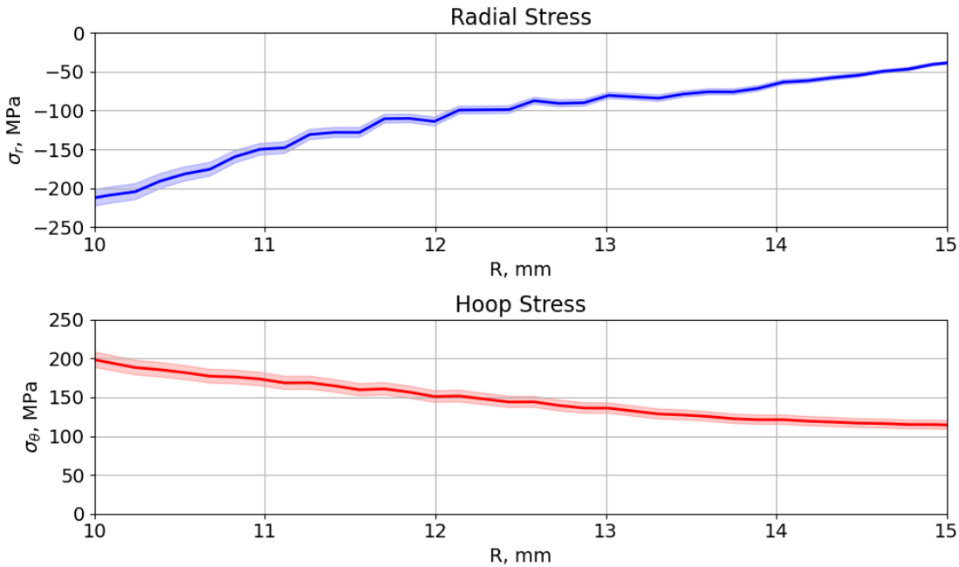 Radial Stress
0
−50
−100
−150
−200
−250
σr, MPa
10 11 12 13 14 15
R, mm
Hoop Stress
250
200
150
100
50
0
σθ, MPa
10 11 12 13 14 15
R, mm